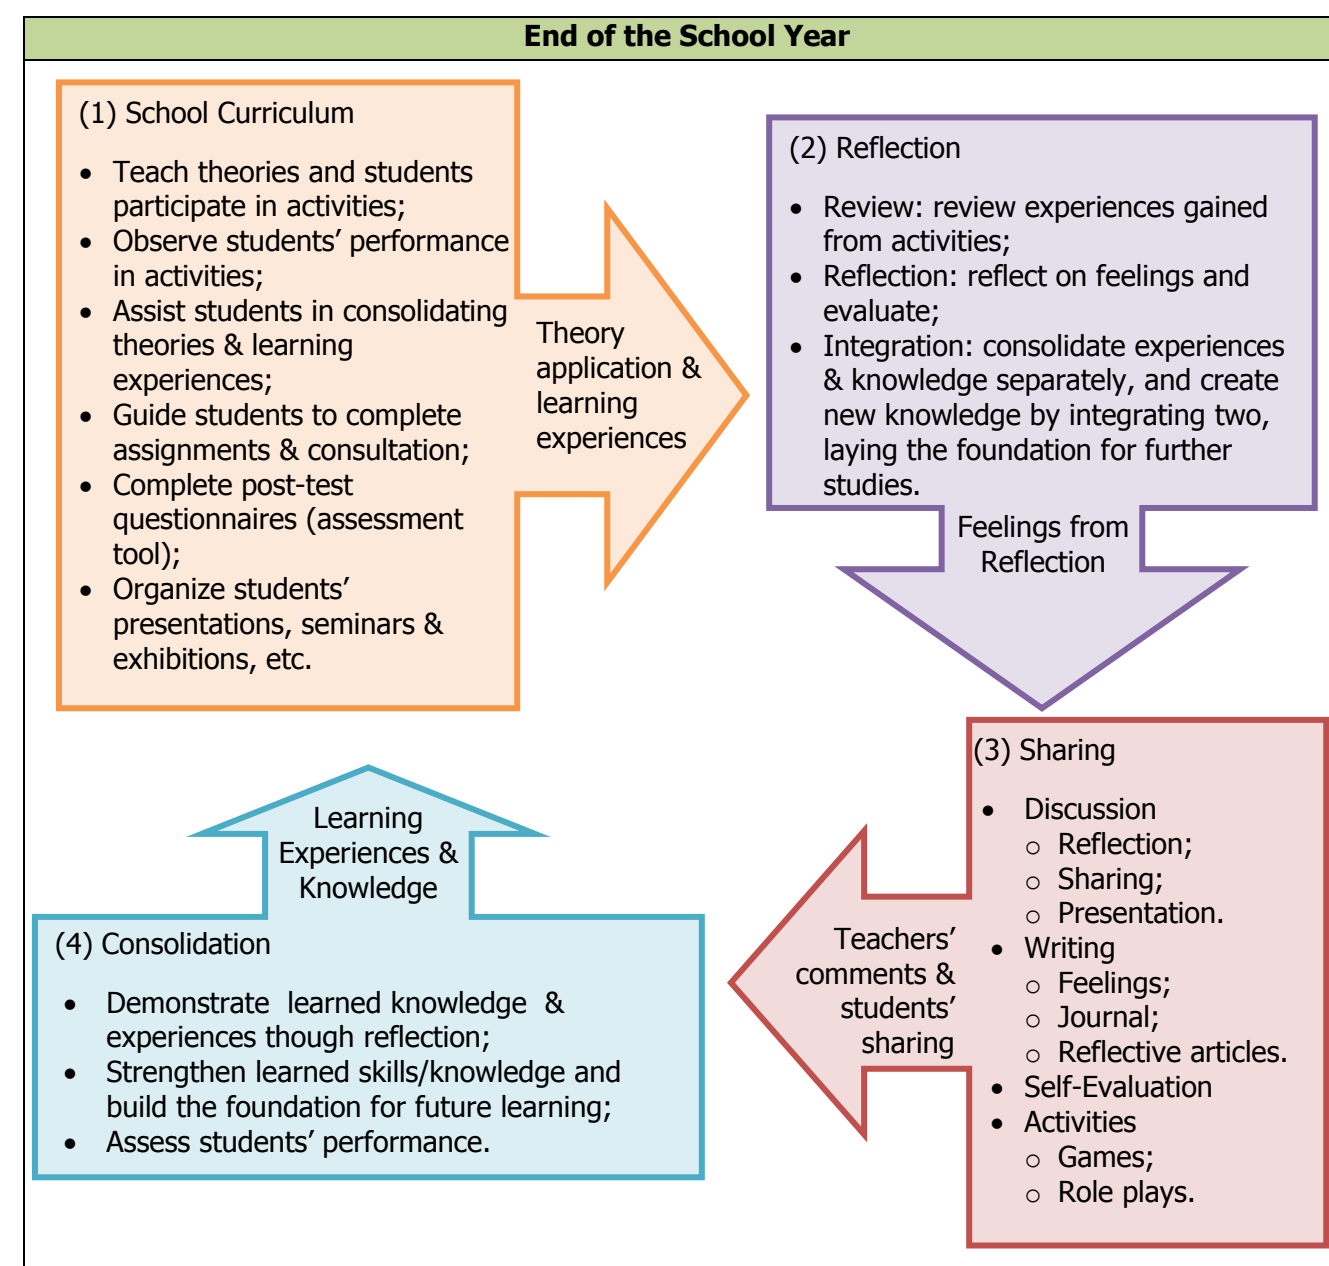 End of the School Year
(1) School Curriculum
• Teach theories and students
participate in activities;
• Observe students’ performance
in activities;
• Assist students in consolidating
theories & learning
experiences;
• Guide students to complete
assignments & consultation;
• Complete post-test
questionnaires (assessment
tool);
• Organize students’
presentations, seminars &
exhibitions, etc.
Theory
application &
learning
experiences
(2) Reflection
• Review: review experiences gained
from activities;
• Reflection: reflect on feelings and
evaluate;
• Integration: consolidate experiences
& knowledge separately, and create
new knowledge by integrating two,
laying the foundation for further
studies.
Feelings from
Reflection
(3) Sharing
• Discussion
o Reflection;
o Sharing;
o Presentation.
• Writing
o Feelings;
o Journal;
o Reflective articles.
• Self-Evaluation
• Activities
o Games;
o Role plays.
Teachers’
comments &
students’
sharing
(4) Consolidation
• Demonstrate learned knowledge &
experiences though reflection;
• Strengthen learned skills/knowledge and
build the foundation for future learning;
• Assess students’ performance.
Learning
Experiences &
Knowledge